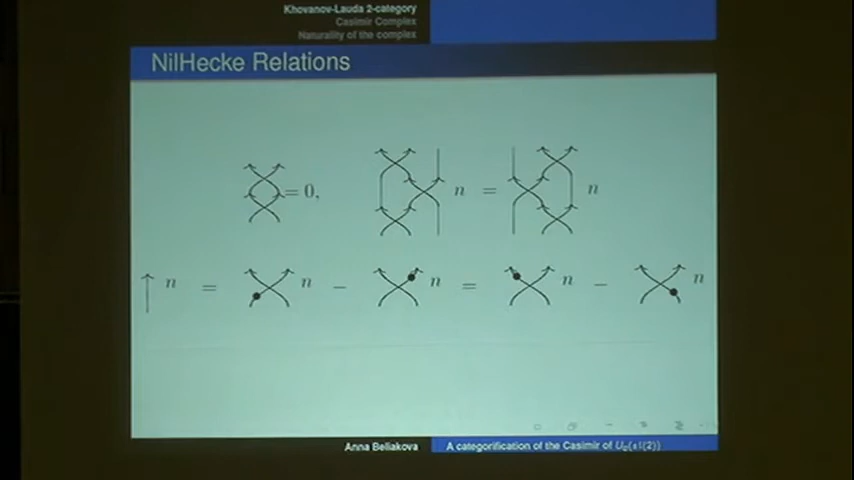 Khovanov-Lauda 2-category
Casimir Complex
Naturality of the complex
NilHecke Relations
= 0,
n = n
n = n − n = n − n
Anna Beliakova
A categorification of the Casimir of U_Q(sl(2))